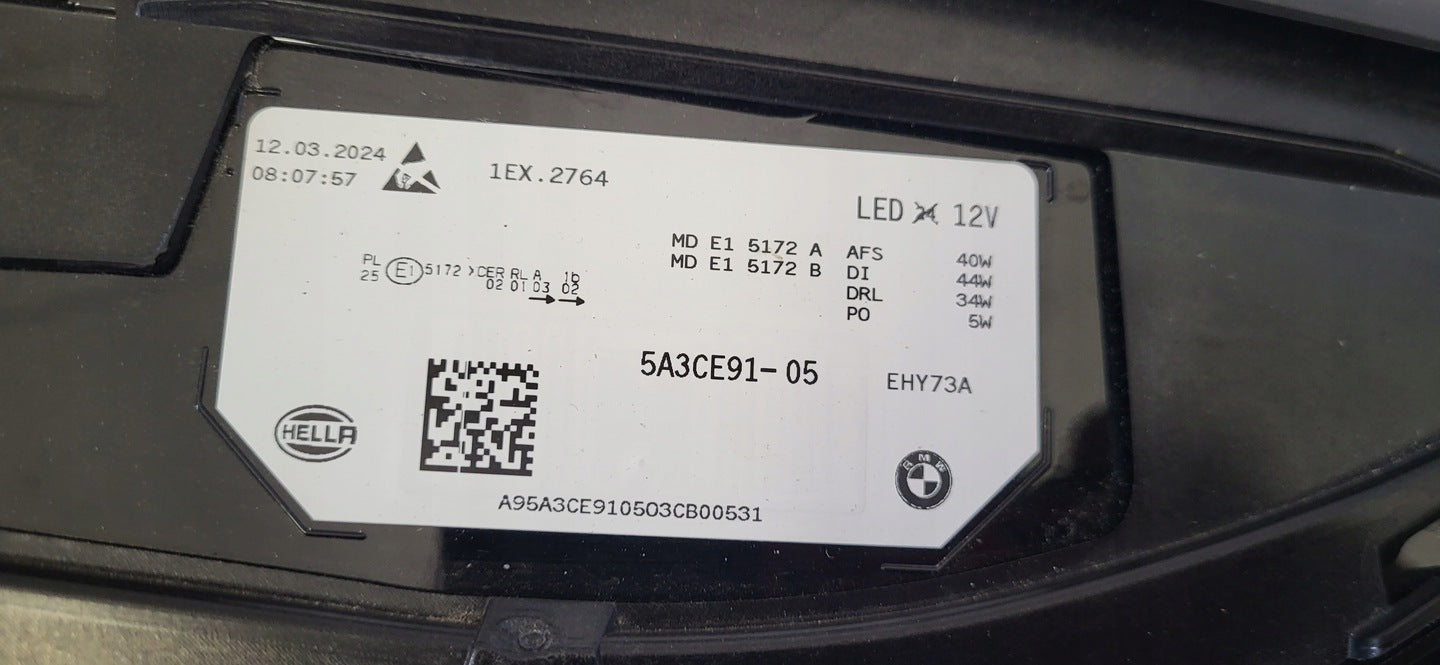 12.03.2024
08:07:57
1EX.2764
LED 12V
MD E1 5172 A AFS 40W
MD E1 5172 B DI 44W
DRL 34W
PO 5W
PL
25 E1 5172 >CER RL A 1b
02 01 03 02
5A3CE91-05
EHY73A
HELLA
BMW
A95A3CE910503CB00531